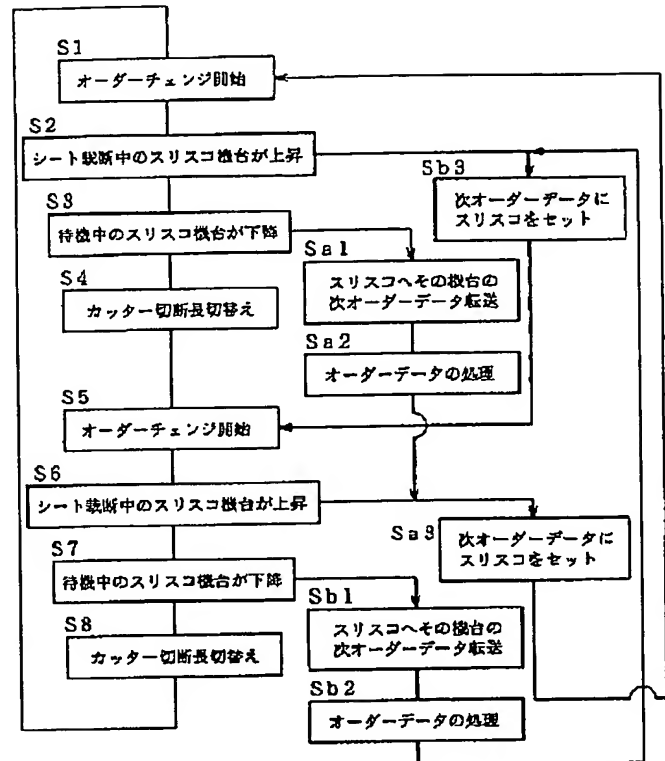 S1
オーダーチェンジ開始
S2
シート裁断中のスリスコ機台が上昇
Sb3
次オーダーデータに
スリスコをセット
S3
待機中のスリスコ機台が下降
Sa1
スリスコへその機台の
次オーダーデータ転送
S4
カッター切断長切替え
Sa2
オーダーデータの処理
S5
オーダーチェンジ開始
S6
シート裁断中のスリスコ機台が上昇
Sa3
次オーダーデータに
スリスコをセット
S7
待機中のスリスコ機台が下降
Sb1
スリスコへその機台の
次オーダーデータ転送
S8
カッター切断長切替え
Sb2
オーダーデータの処理